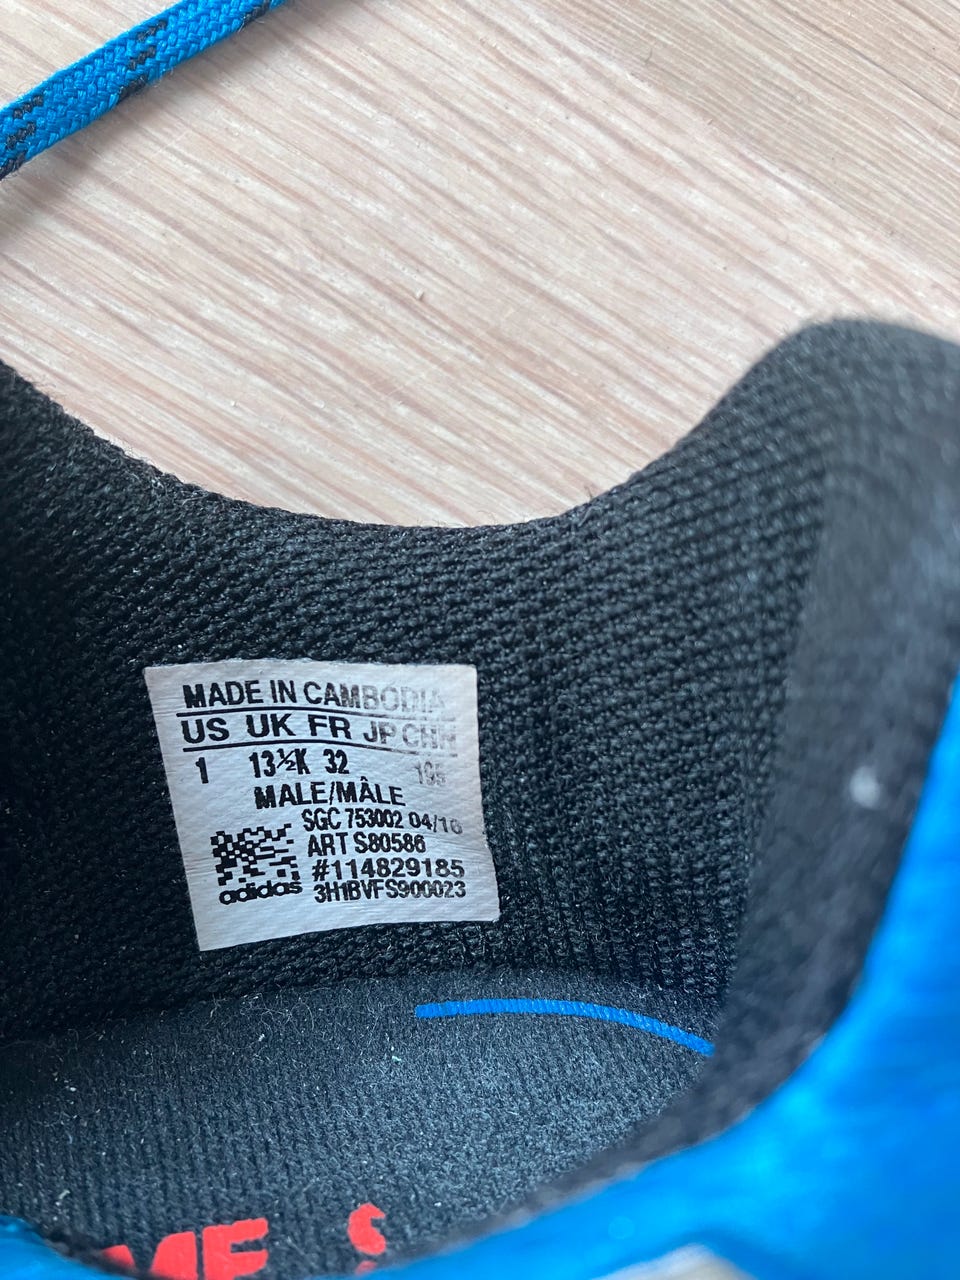 MADE IN CAMBODIA
US UK FR JP CHN
1 13½K 32 195
MALE/MÂLE
SGC 753002 04/16
ART S80586
#114829185
adidas 3H1BVFS900023